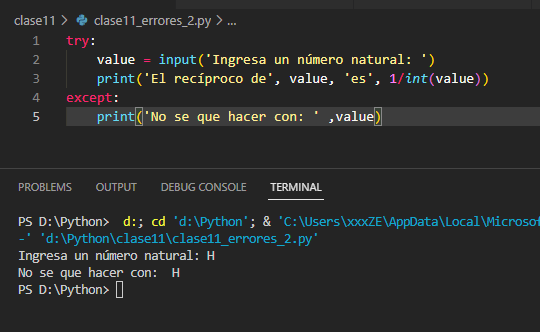 clase11 > clase11_errores_2.py > ...
1 try:
2 value = input('Ingresa un número natural: ')
3 print('El recíproco de', value, 'es', 1/int(value))
4 except:
5 print('No se que hacer con: ' ,value)
PROBLEMS OUTPUT DEBUG CONSOLE TERMINAL
PS D:\Python>  d:; cd 'd:\Python'; & 'C:\Users\xxxZE\AppData\Local\Microsof
-' 'd:\Python\clase11\clase11_errores_2.py'
Ingresa un número natural: H
No se que hacer con:  H
PS D:\Python>